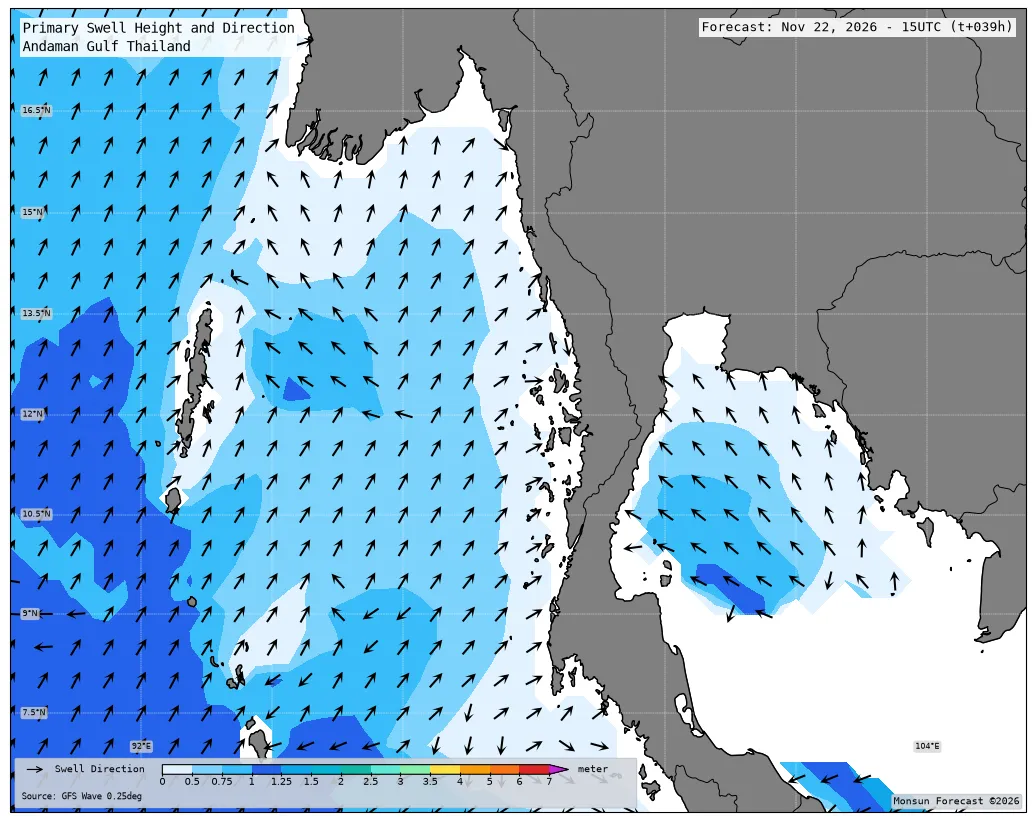 Primary Swell Height and Direction
Andaman Gulf Thailand
Forecast: Nov 22, 2026 - 15UTC (t+039h)
16.5°N
15°N
13.5°N
12°N
10.5°N
9°N
7.5°N
92°E
104°E
Swell Direction
0 0.5 0.75 1 1.25 1.5 2 2.5 3 3.5 4 5 6 7
meter
Source: GFS Wave 0.25deg
Monsun Forecast ©2026